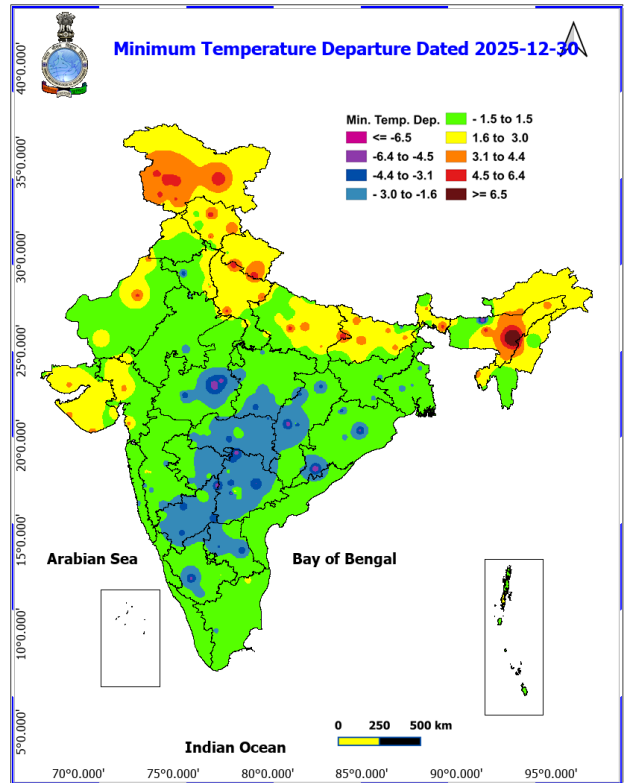 Minimum Temperature Departure Dated 2025-12-30
Min. Temp. Dep.
<= -6.5
-6.4 to -4.5
-4.4 to -3.1
- 3.0 to -1.6
- 1.5 to 1.5
1.6 to 3.0
3.1 to 4.4
4.5 to 6.4
>= 6.5
40°0.000'
35°0.000'
30°0.000'
25°0.000'
20°0.000'
15°0.000'
10°0.000'
5°0.000'
Arabian Sea
Bay of Bengal
Indian Ocean
0 250 500 km
70°0.000' 75°0.000' 80°0.000' 85°0.000' 90°0.000' 95°0.000'